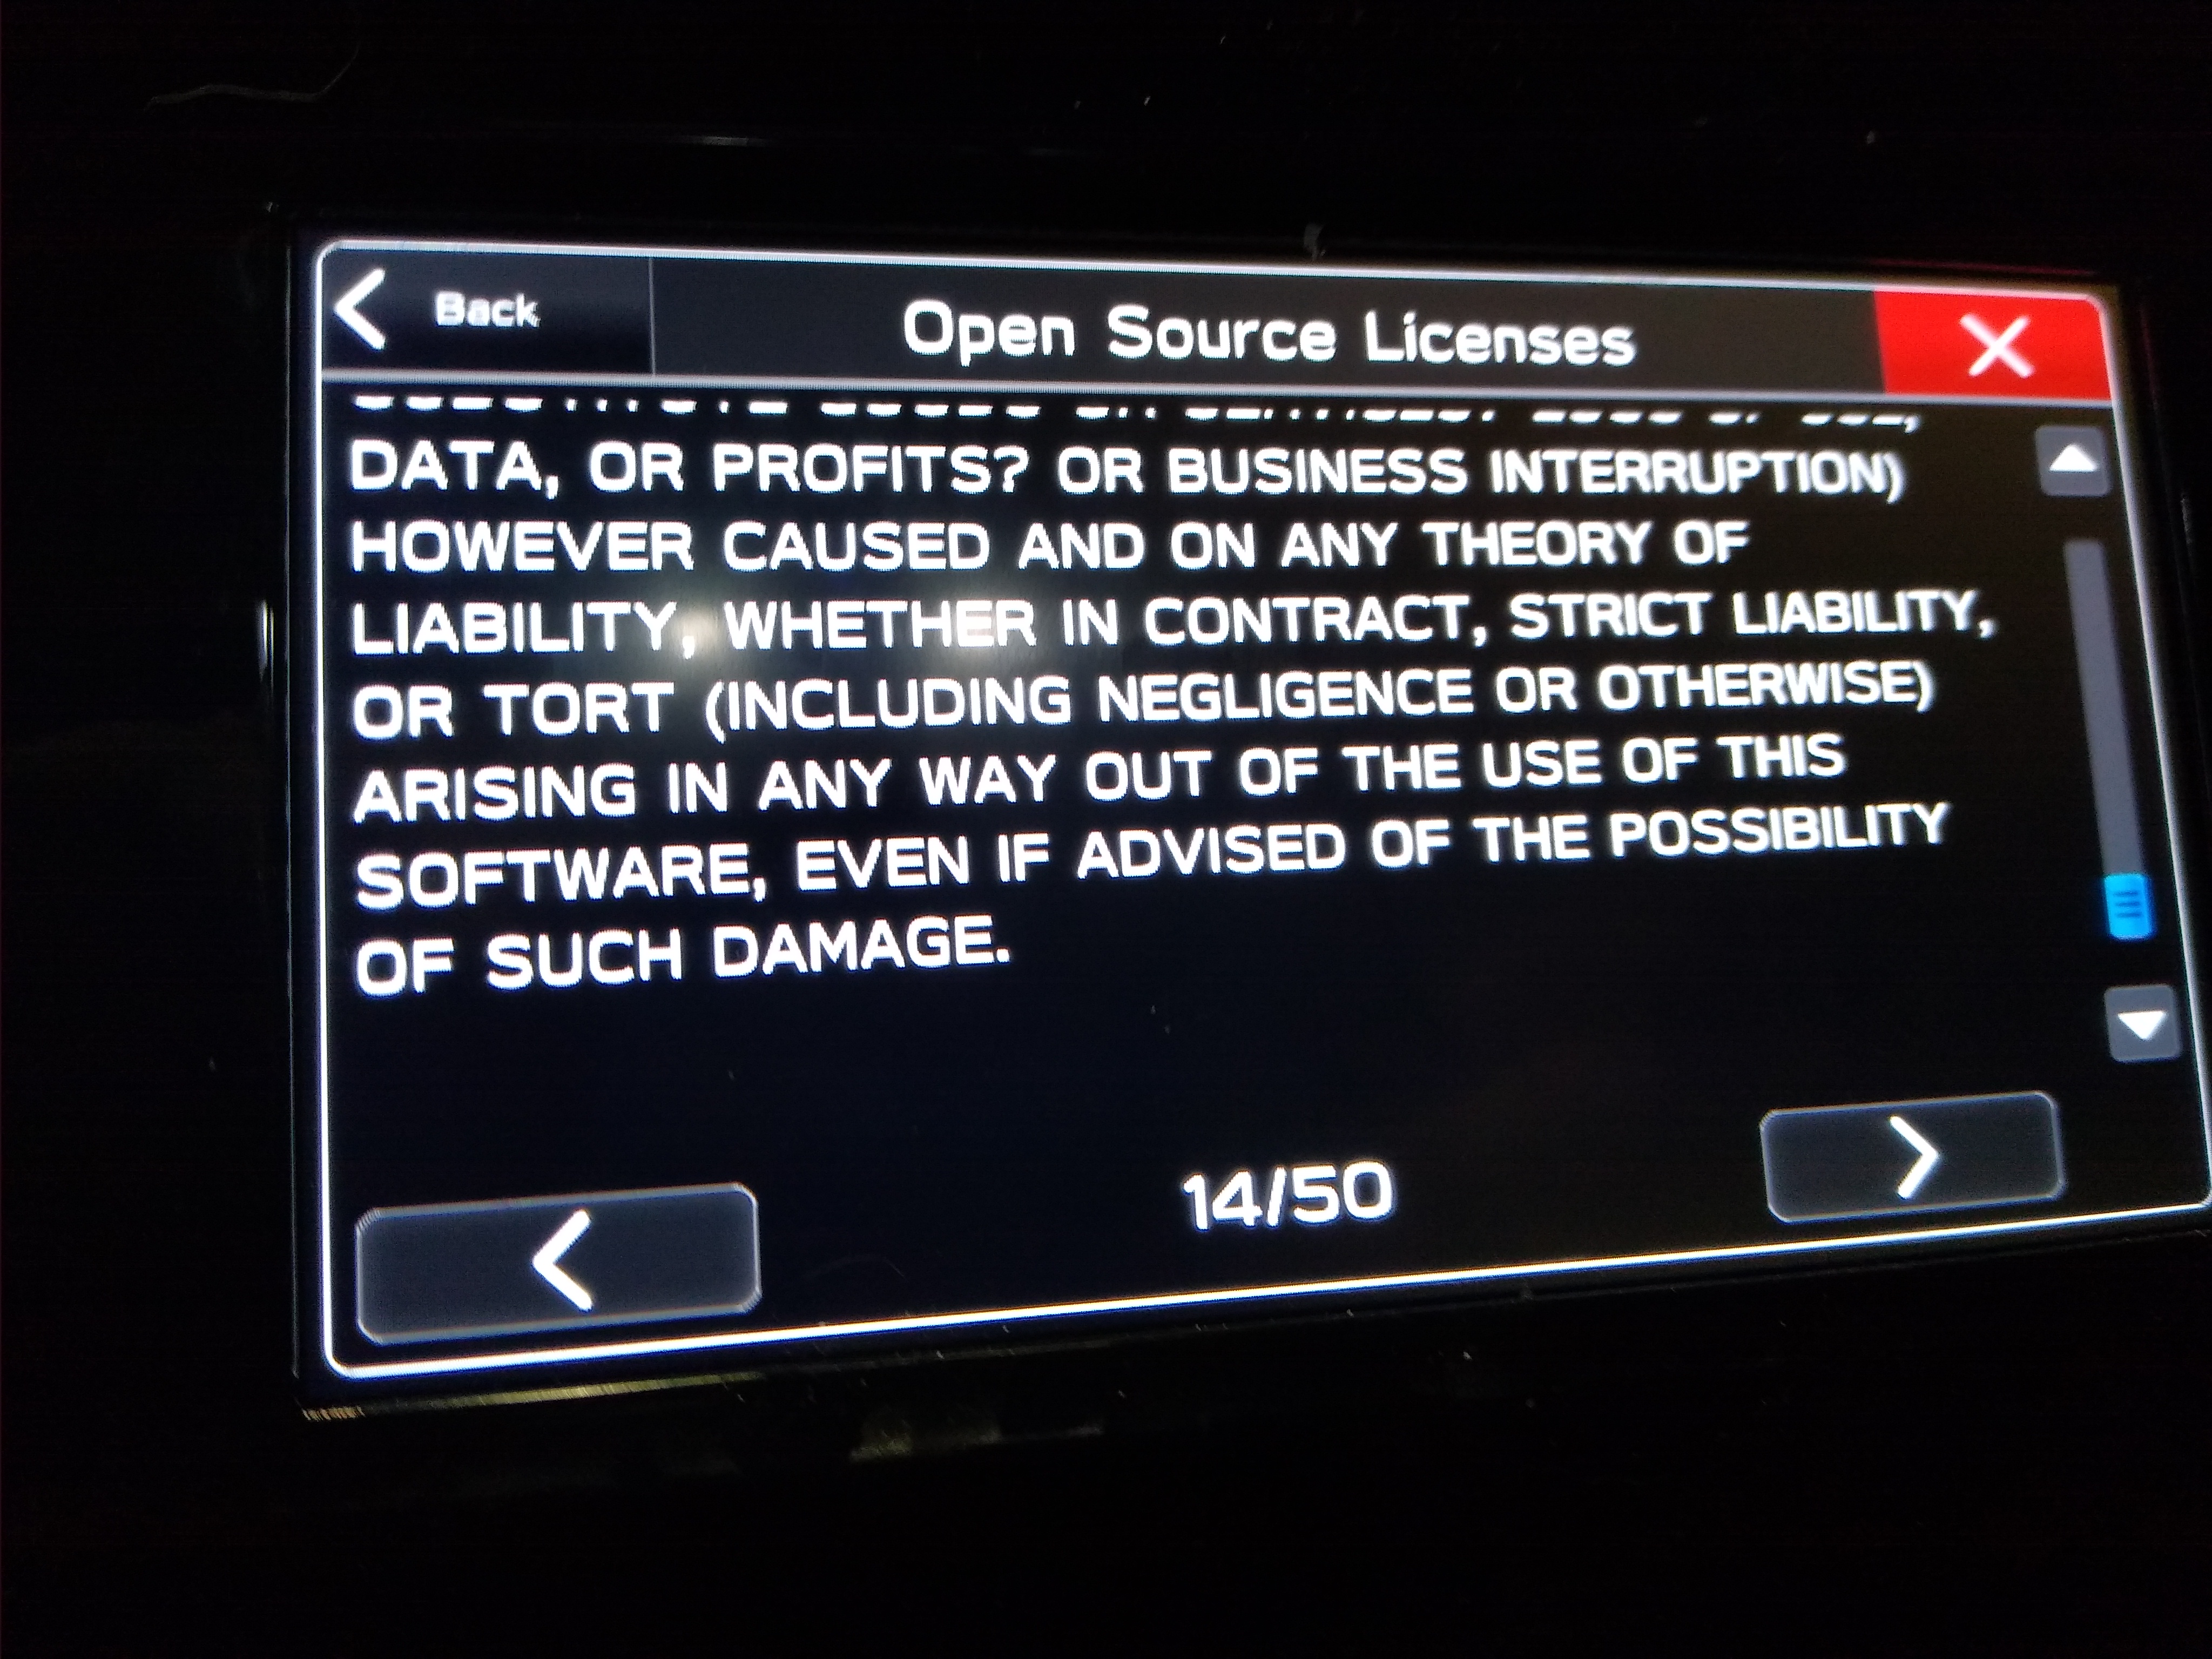 Back
Open Source Licenses
DATA, OR PROFITS? OR BUSINESS INTERRUPTION)
HOWEVER CAUSED AND ON ANY THEORY OF
LIABILITY, WHETHER IN CONTRACT, STRICT LIABILITY,
OR TORT (INCLUDING NEGLIGENCE OR OTHERWISE)
ARISING IN ANY WAY OUT OF THE USE OF THIS
SOFTWARE, EVEN IF ADVISED OF THE POSSIBILITY
OF SUCH DAMAGE.
14/50